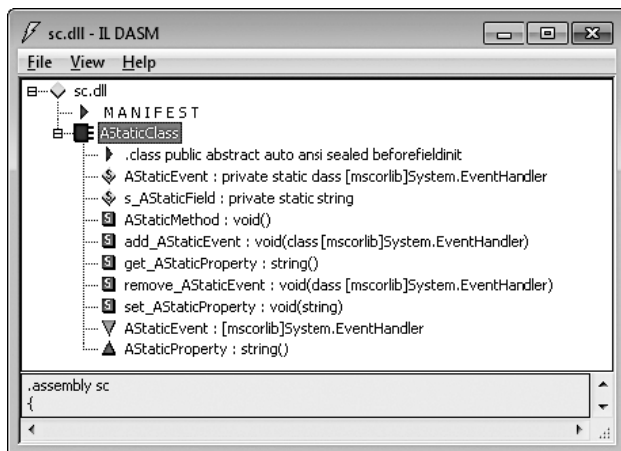 sc.dll - IL DASM
File View Help
sc.dll
MANIFEST
AStaticClass
.class public abstract auto ansi sealed beforefieldinit
AStaticEvent : private static dass [mscorlib]System.EventHandler
s_AStaticField : private static string
AStaticMethod : void()
add_AStaticEvent : void(class [mscorlib]System.EventHandler)
get_AStaticProperty : string()
remove_AStaticEvent : void(dass [mscorlib]System.EventHandler)
set_AStaticProperty : void(string)
AStaticEvent : [mscorlib]System.EventHandler
AStaticProperty : string()
.assembly sc
{